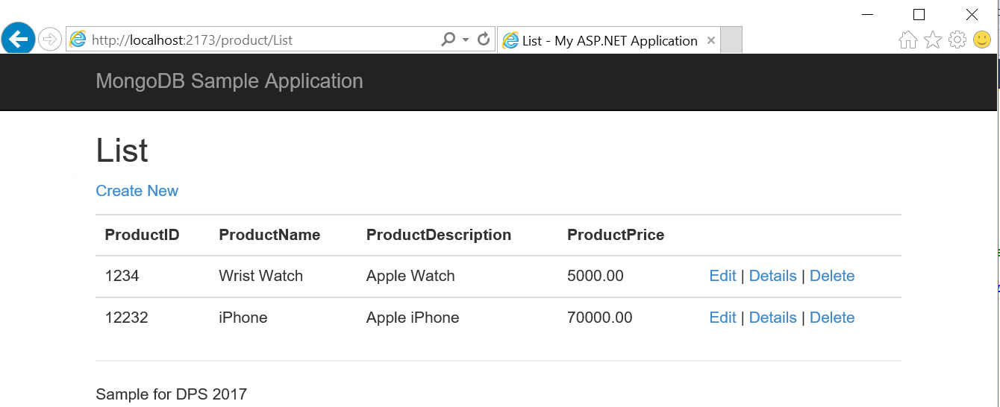 http://localhost:2173/product/List List - My ASP.NET Application
MongoDB Sample Application
List
Create New
ProductID ProductName ProductDescription ProductPrice
1234 Wrist Watch Apple Watch 5000.00 Edit | Details | Delete
12232 iPhone Apple iPhone 70000.00 Edit | Details | Delete
Sample for DPS 2017